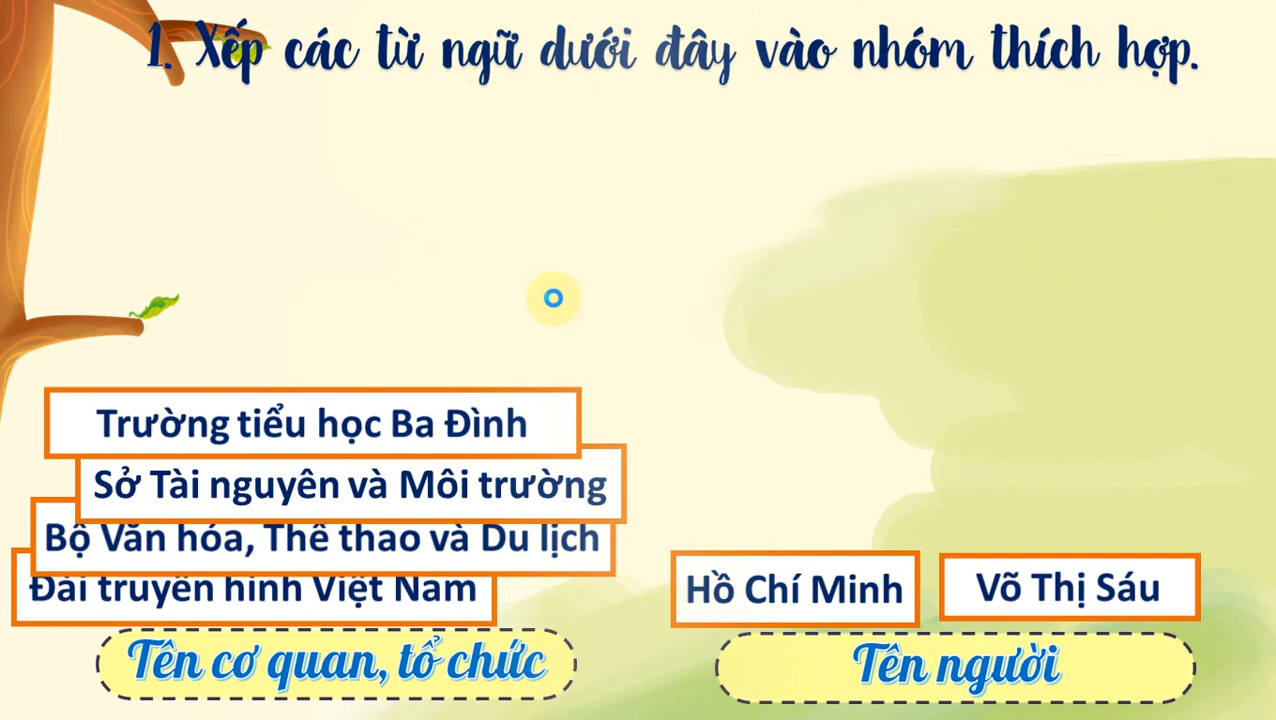 1. Xếp các từ ngữ dưới đây vào nhóm thích hợp.
Trường tiểu học Ba Đình
Sở Tài nguyên và Môi trường
Bộ Văn hóa, Thể thao và Du lịch
Đài truyền hình Việt Nam
Hồ Chí Minh
Võ Thị Sáu
Tên cơ quan, tổ chức
Tên người